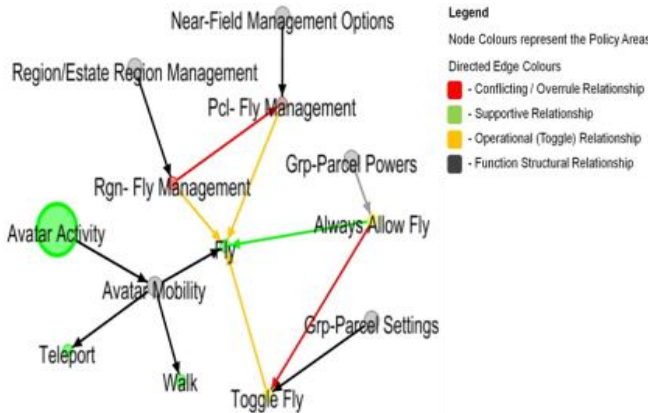 Near-Field Management Options
Region/Estate Region Management
Pcl- Fly Management
Grp-Parcel Powers
Rgn- Fly Management
Always Allow Fly
Avatar Activity
Fly
Avatar Mobility
Grp-Parcel Settings
Teleport
Walk
Toggle Fly
Legend
Node Colours represent the Policy Areas
Directed Edge Colours
- Conflicting / Overrule Relationship
- Supportive Relationship
- Operational (Toggle) Relationship
- Function Structural Relationship